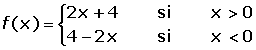 f(x) = { 2x + 4 si x > 0
4 − 2x si x < 0